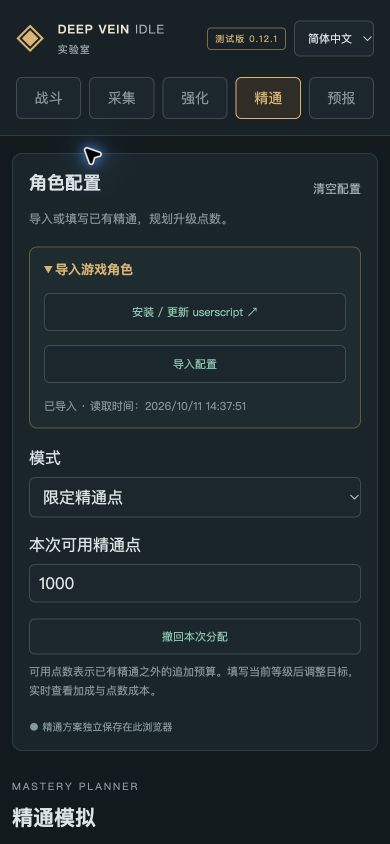 DEEP VEIN IDLE
实验室
测试版 0.12.1
简体中文
战斗
采集
强化
精通
预报
角色配置
清空配置
导入或填写已有精通，规划升级点数。
▼导入游戏角色
安装 / 更新 userscript ↗
导入配置
已导入 · 读取时间：2026/10/11 14:37:51
模式
限定精通点
本次可用精通点
1000
撤回本次分配
可用点数表示已有精通之外的追加预算。填写当前等级后调整目标，
实时查看加成与点数成本。
精通方案独立保存在此浏览器
MASTERY PLANNER
精通模拟